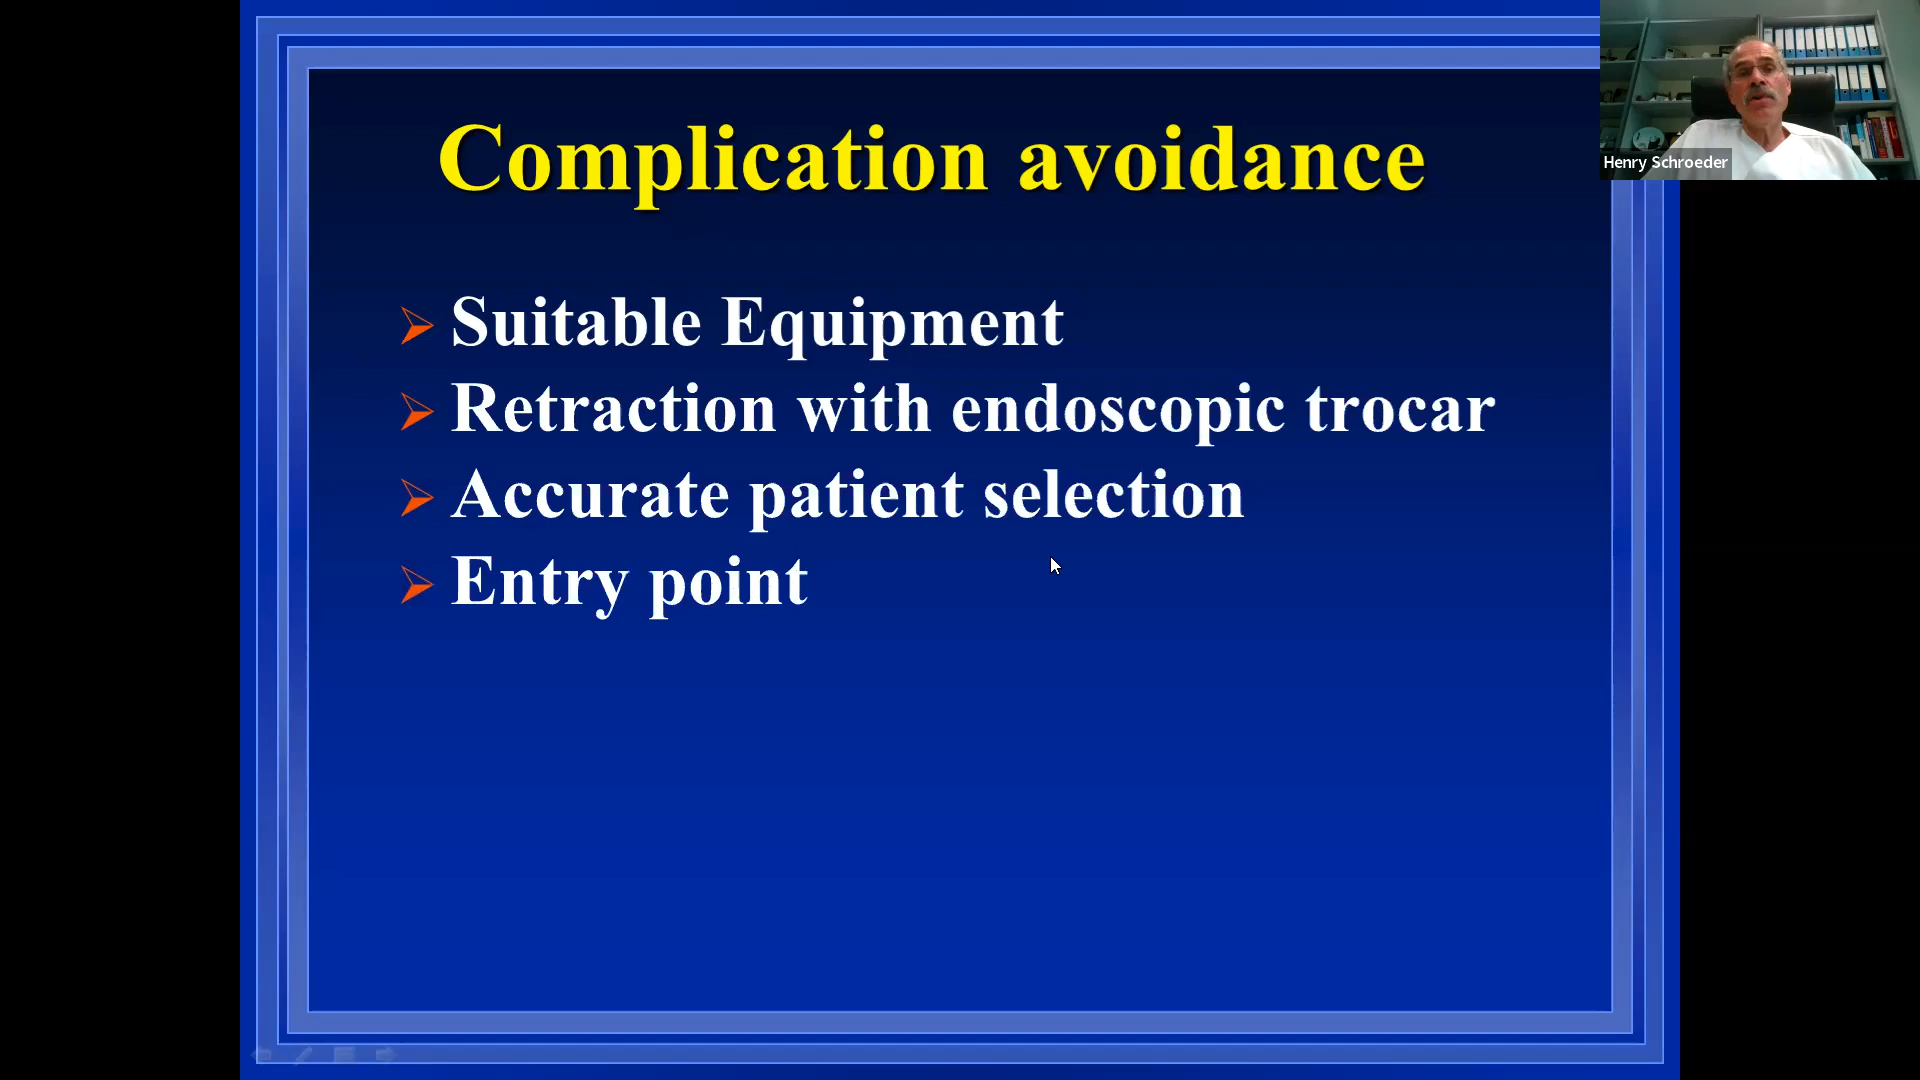 Complication avoidance
Suitable Equipment
Retraction with endoscopic trocar
Accurate patient selection
Entry point
Henry Schroeder